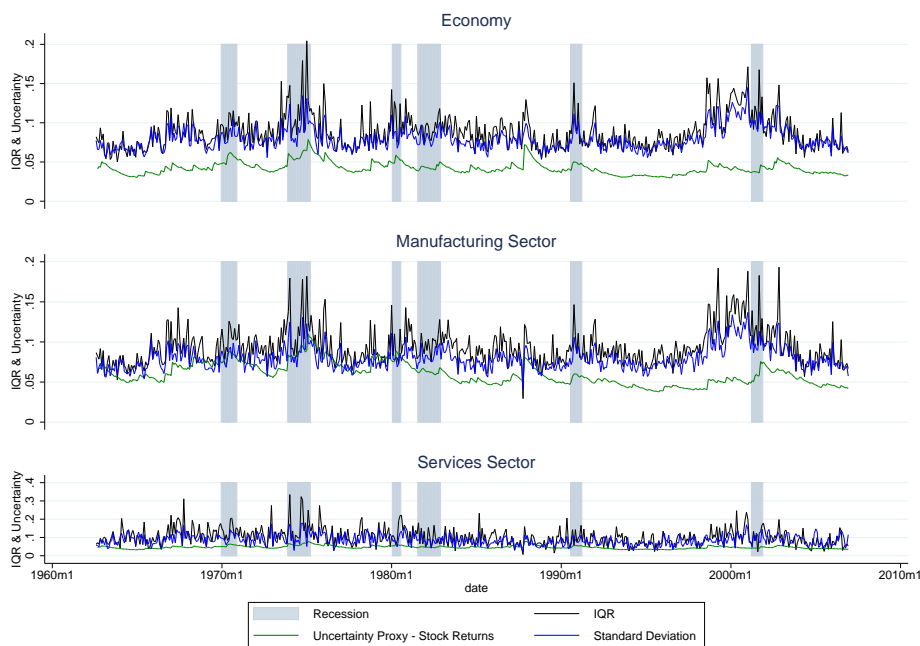 Economy
IQR & Uncertainty
.2
.15
.1
.05
0
Manufacturing Sector
IQR & Uncertainty
.2
.15
.1
.05
0
Services Sector
IQR & Uncertainty
.4
.3
.2
.1
0
1960m1 1970m1 1980m1 1990m1 2000m1 2010m1
date
Recession IQR
Uncertainty Proxy - Stock Returns Standard Deviation